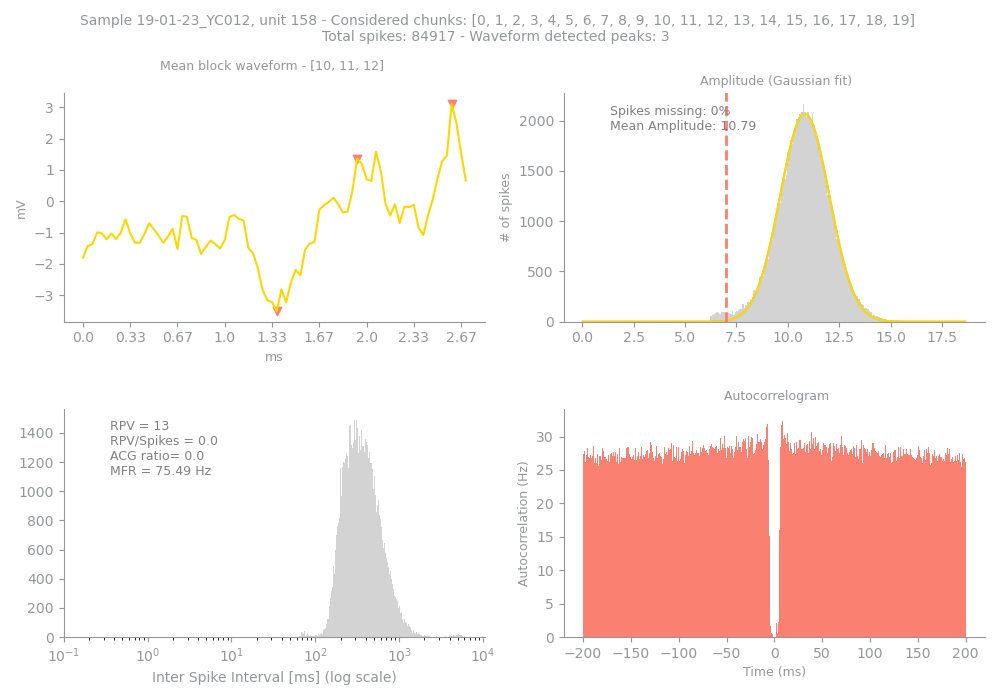 Sample 19-01-23_YC012, unit 158 - Considered chunks: [0, 1, 2, 3, 4, 5, 6, 7, 8, 9, 10, 11, 12, 13, 14, 15, 16, 17, 18, 19]
Total spikes: 84917 - Waveform detected peaks: 3
Mean block waveform - [10, 11, 12]
3
2
1
0
−1
−2
−3
mV
0.0 0.33 0.67 1.0 1.33 1.67 2.0 2.33 2.67
ms
Amplitude (Gaussian fit)
Spikes missing: 0%
Mean Amplitude: 10.79
2000
1500
1000
500
0
# of spikes
0.0 2.5 5.0 7.5 10.0 12.5 15.0 17.5
RPV = 13
RPV/Spikes = 0.0
ACG ratio= 0.0
MFR = 75.49 Hz
1400
1200
1000
800
600
400
200
0
10⁻¹ 10⁰ 10¹ 10² 10³ 10⁴
Inter Spike Interval [ms] (log scale)
Autocorrelogram
30
25
20
15
10
5
0
Autocorrelation (Hz)
−200 −150 −100 −50 0 50 100 150 200
Time (ms)